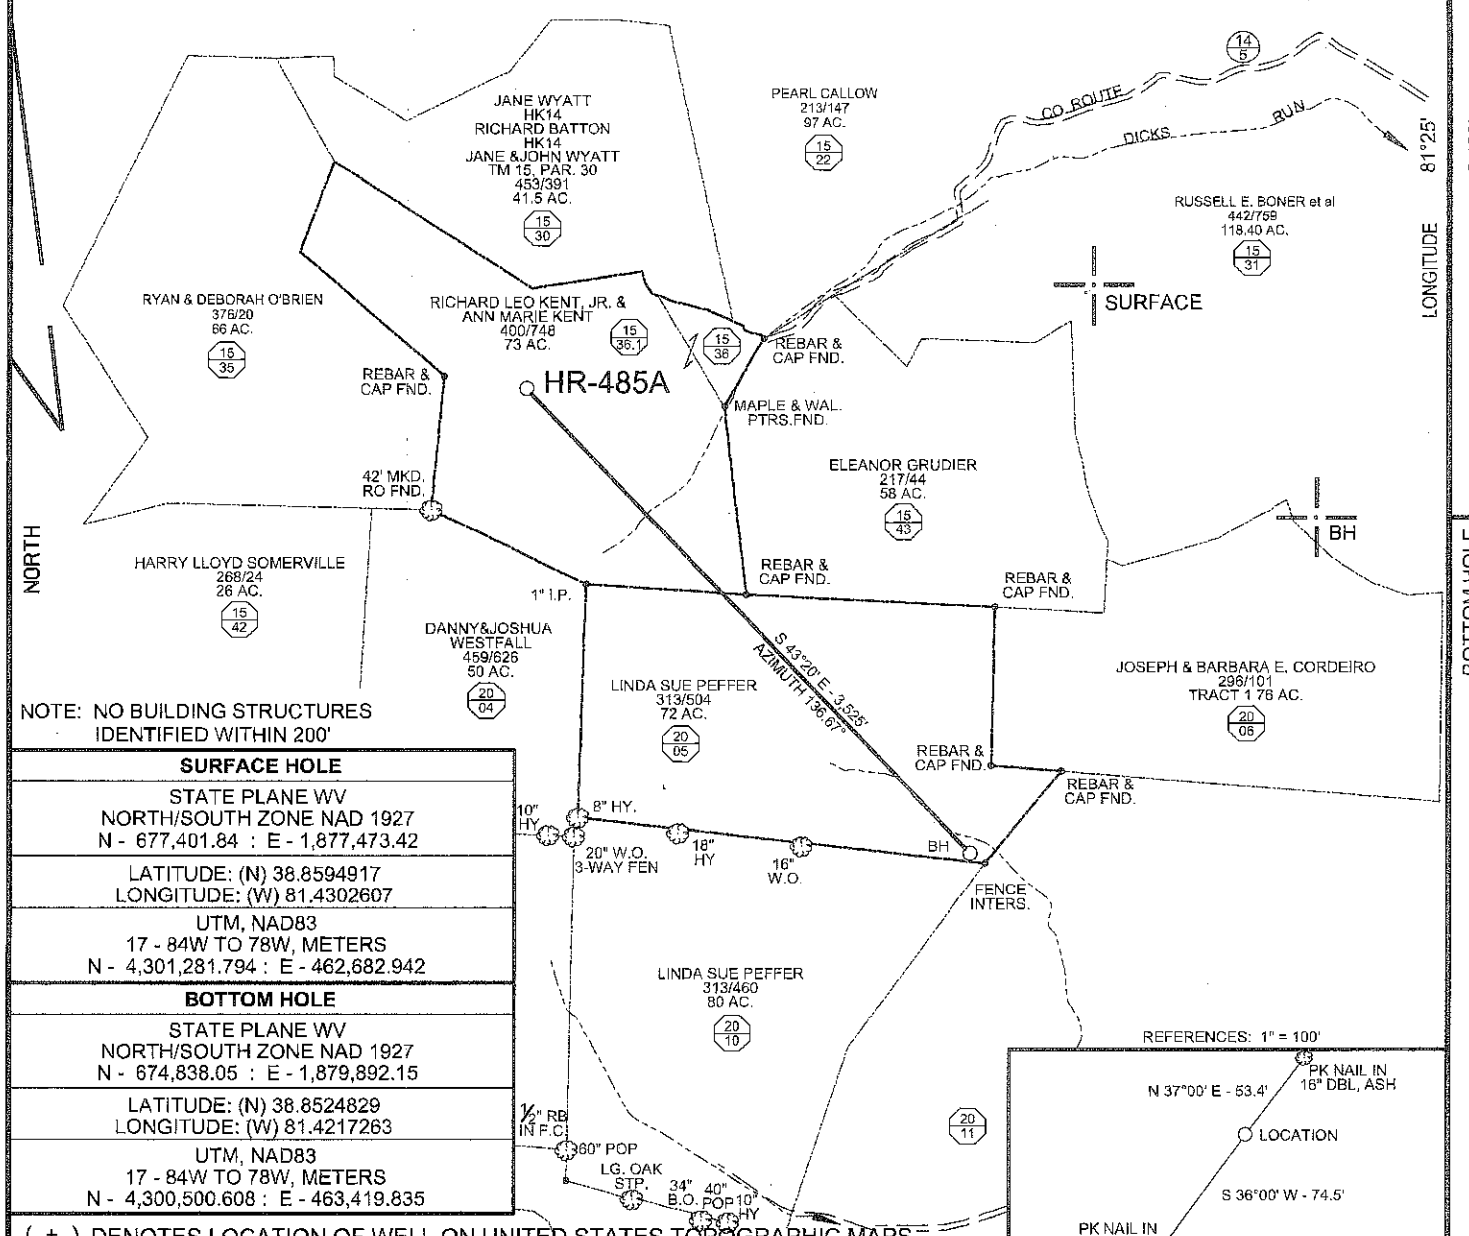 14
5
PEARL CALLOW
213/147
97 AC.
15
22
CO. ROUTE
DICKS
RUN
81°25'
LONGITUDE
JANE WYATT
HK14
RICHARD BATTON
HK14
JANE & JOHN WYATT
TM 15, PAR. 30
453/391
41.5 AC.
15
30
RUSSELL E. BONER et al
442/759
118.40 AC.
15
31
SURFACE
RYAN & DEBORAH O'BRIEN
376/20
66 AC.
15
35
RICHARD LEO KENT, JR. &
ANN MARIE KENT
400/748
73 AC.
15
36.1
15
36
REBAR &
CAP FND.
REBAR &
CAP FND.
HR-485A
MAPLE & WAL.
PTRS.FND.
42' MKD.
RO FND.
ELEANOR GRUDIER
217/44
58 AC.
15
43
BH
NORTH
HARRY LLOYD SOMERVILLE
268/24
26 AC.
15
42
1" I.P.
REBAR &
CAP FND.
REBAR &
CAP FND.
BOTTOM HOLE
DANNY&JOSHUA
WESTFALL
459/626
50 AC.
20
04
S 43°20' E - 3,525'
AZIMUTH 136.67°
LINDA SUE PEFFER
313/504
72 AC.
20
05
JOSEPH & BARBARA E. CORDEIRO
296/101
TRACT 1 76 AC.
20
06
NOTE: NO BUILDING STRUCTURES
IDENTIFIED WITHIN 200'
REBAR &
CAP FND.
REBAR &
CAP FND.
SURFACE HOLE
STATE PLANE WV
NORTH/SOUTH ZONE NAD 1927
N - 677,401.84 : E - 1,877,473.42
LATITUDE: (N) 38.8594917
LONGITUDE: (W) 81.4302607
UTM, NAD83
17 - 84W TO 78W, METERS
N - 4,301,281.794 : E - 462,682.942
BOTTOM HOLE
STATE PLANE WV
NORTH/SOUTH ZONE NAD 1927
N - 674,838.05 : E - 1,879,892.15
LATITUDE: (N) 38.8524829
LONGITUDE: (W) 81.4217263
UTM, NAD83
17 - 84W TO 78W, METERS
N - 4,300,500.608 : E - 463,419.835
10"
HY
8" HY.
20" W.O.
3-WAY FEN
18"
HY
16"
W.O.
BH
FENCE
INTERS.
LINDA SUE PEFFER
313/460
80 AC.
20
10
20
11
1/2" RB
IN F.C.
60" POP
LG. OAK
STP.
34"
B.O.
40"
POP
10"
HY
REFERENCES: 1" = 100'
PK NAIL IN
16" DBL, ASH
N 37°00' E - 53.4'
LOCATION
S 36°00' W - 74.5'
PK NAIL IN
( + ) DENOTES LOCATION OF WELL ON UNITED STATES TOPOGRAPHIC MAPS